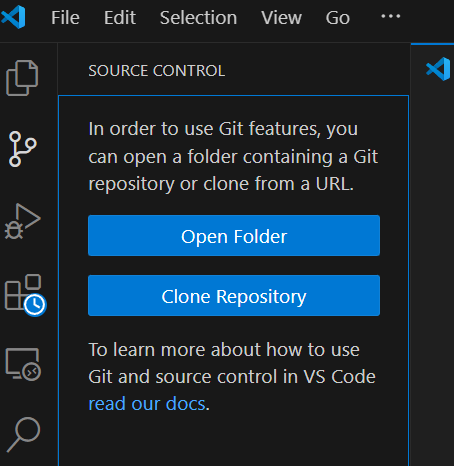 File Edit Selection View Go ···
SOURCE CONTROL
In order to use Git features, you
can open a folder containing a Git
repository or clone from a URL.
Open Folder
Clone Repository
To learn more about how to use
Git and source control in VS Code
read our docs.